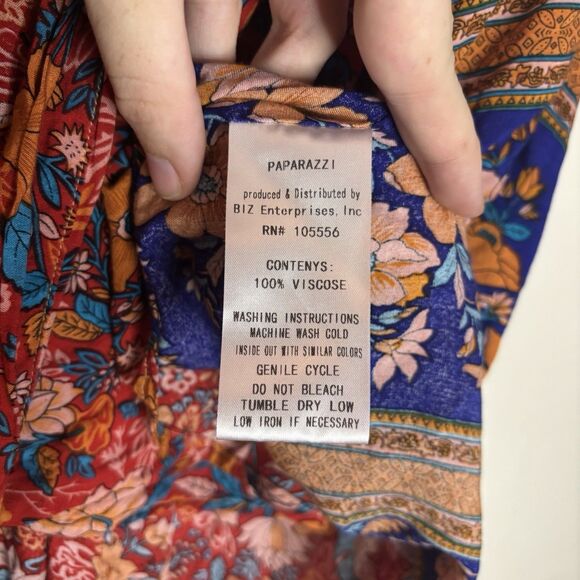 PAPARAZZI
produced & Distributed by
BIZ Enterprises, Inc
RN# 105556
CONTENYS:
100% VISCOSE
WASHING INSTRUCTIONS
MACHINE WASH COLD
INSIDE OUT WITH SIMILAR COLORS
GENILE CYCLE
DO NOT BLEACH
TUMBLE DRY LOW
LOW IRON IF NECESSARY